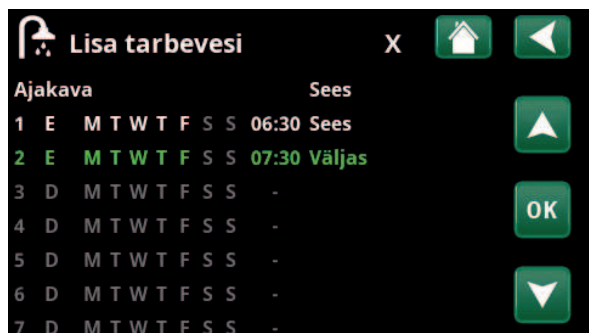 Lisa tarbevesi X
Ajakava Sees
1 E M T W T F S S 06:30 Sees
2 E M T W T F S S 07:30 Väljas
3 D M T W T F S S -
4 D M T W T F S S -
OK
5 D M T W T F S S -
6 D M T W T F S S -
7 D M T W T F S S -